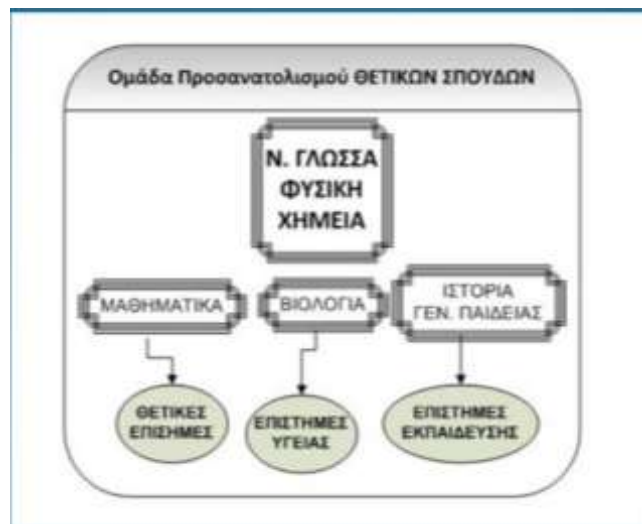 Ομάδα Προσανατολισμού ΘΕΤΙΚΩΝ ΣΠΟΥΔΩΝ
Ν. ΓΛΩΣΣΑ
ΦΥΣΙΚΗ
ΧΗΜΕΙΑ
ΜΑΘΗΜΑΤΙΚΑ
ΒΙΟΛΟΓΙΑ
ΙΣΤΟΡΙΑ
ΓΕΝ. ΠΑΙΔΕΙΑΣ
ΘΕΤΙΚΕΣ
ΕΠΙΣΗΜΕΣ
ΕΠΙΣΤΗΜΕΣ
ΥΓΕΙΑΣ
ΕΠΙΣΤΗΜΕΣ
ΕΚΠΑΙΔΕΥΣΗΣ